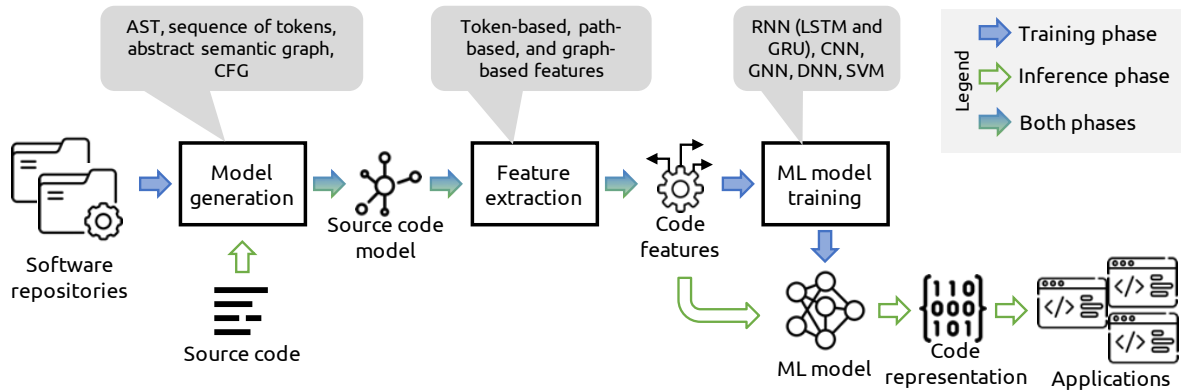 AST, sequence of tokens,
abstract semantic graph,
CFG
Token-based, path-
based, and graph-
based features
RNN (LSTM and
GRU), CNN,
GNN, DNN, SVM
Legend
Training phase
Inference phase
Both phases
Software
repositories
Model
generation
Source code
Source code
model
Feature
extraction
Code
features
ML model
training
ML model
110
000
101
Code
representation
</>
</>
</>
Applications